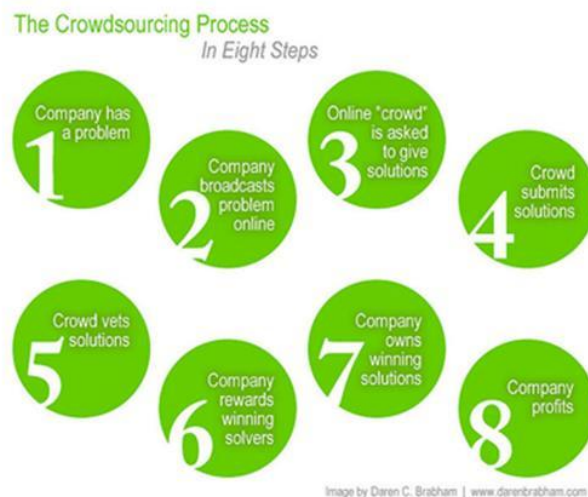 The Crowdsourcing Process
In Eight Steps
Company has
a problem
1
Company
broadcasts
problem
online
2
Online "crowd"
is asked
to give
solutions
3
Crowd
submits
solutions
4
Crowd vets
solutions
5
Company
rewards
winning
solvers
6
Company
owns
winning
solutions
7
Company
profits
8
Image by Daren C. Brabham | www.darenbrabham.com